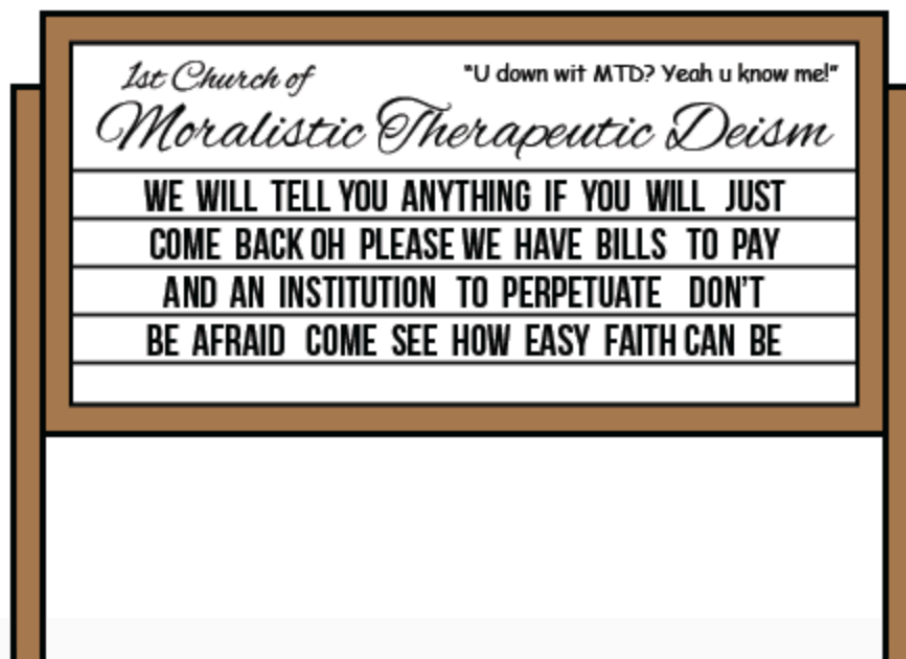 1st Church of
"U down wit MTD? Yeah u know me!"
Moralistic Therapeutic Deism
WE WILL TELL YOU ANYTHING IF YOU WILL JUST
COME BACK OH PLEASE WE HAVE BILLS TO PAY
AND AN INSTITUTION TO PERPETUATE DON'T
BE AFRAID COME SEE HOW EASY FAITH CAN BE